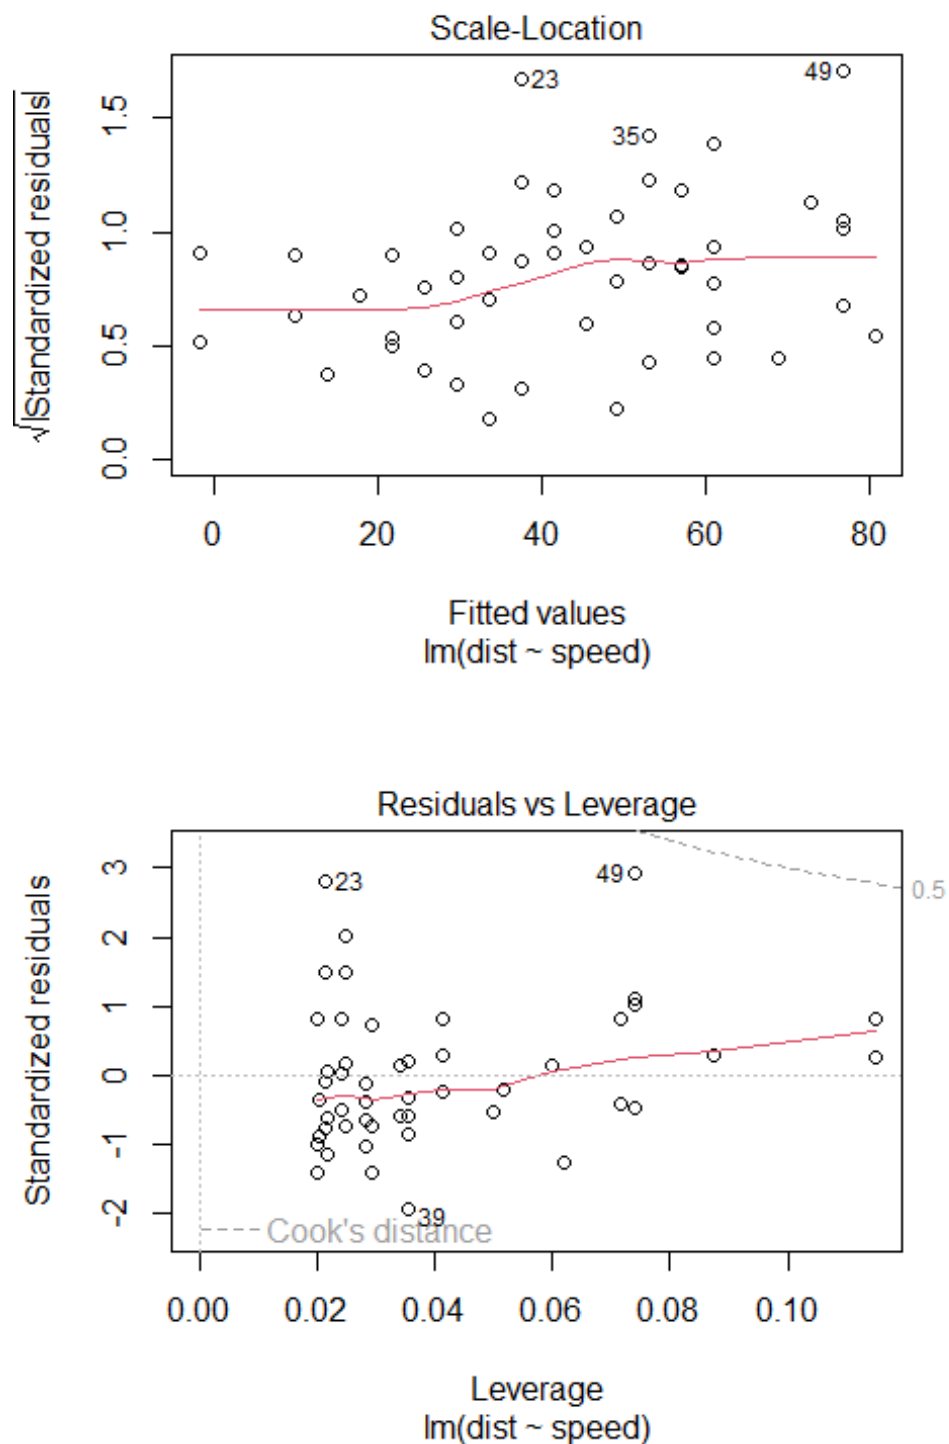 Scale-Location
√|Standardized residuals|
1.5
1.0
0.5
0.0
23
49
35
0 20 40 60 80
Fitted values
lm(dist ~ speed)
Residuals vs Leverage
Standardized residuals
3
2
1
0
-1
-2
23
49
0.5
39
Cook's distance
0.00 0.02 0.04 0.06 0.08 0.10
Leverage
lm(dist ~ speed)